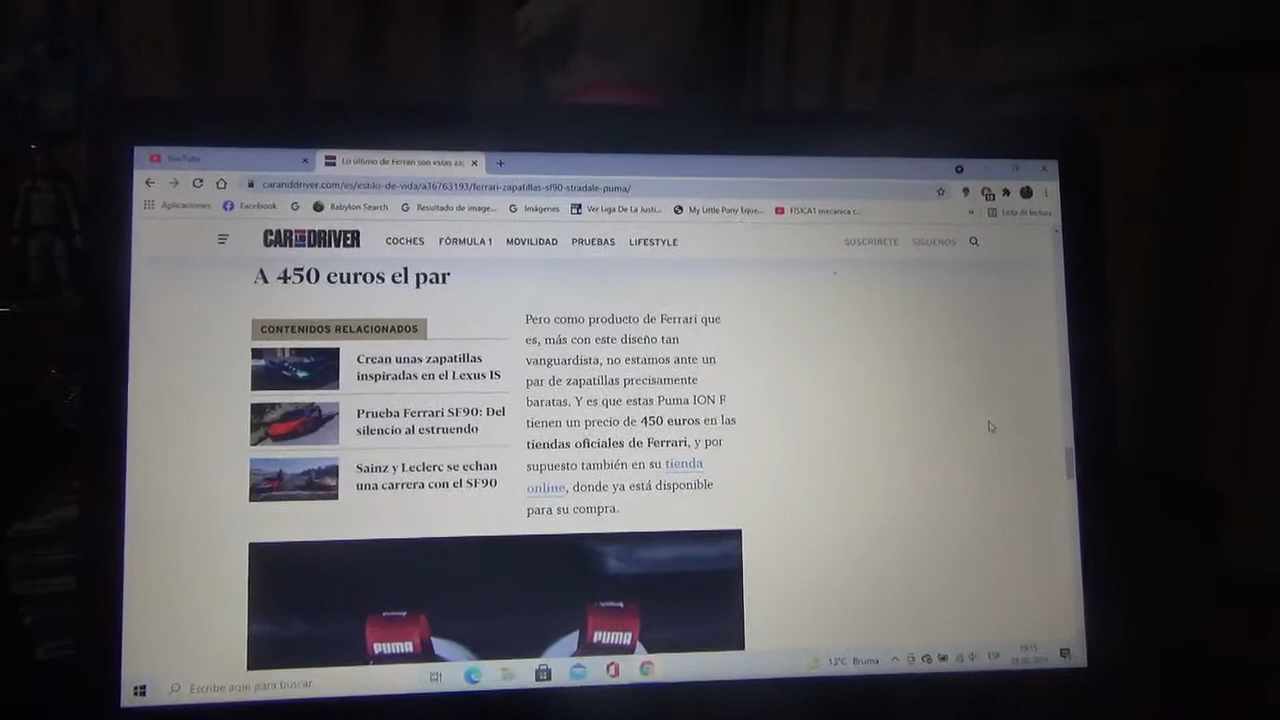 YouTube
Lo último de Ferrari son estas za
caranddriver.com/es/estilo-de-vida/a36763193/ferrari-zapatillas-sf90-stradale-puma/
Aplicaciones Facebook Babylon Search Resultado de image... Imágenes Ver Liga De La Justi... My Little Pony Eque... FISICA1 mecanica c... » Lista de lectura
CAR AND DRIVER COCHES FÓRMULA 1 MOVILIDAD PRUEBAS LIFESTYLE SUSCRÍBETE SÍGUENOS
A 450 euros el par
CONTENIDOS RELACIONADOS
Crean unas zapatillas
inspiradas en el Lexus IS
Prueba Ferrari SF90: Del
silencio al estruendo
Sainz y Leclerc se echan
una carrera con el SF90
Pero como producto de Ferrari que
es, más con este diseño tan
vanguardista, no estamos ante un
par de zapatillas precisamente
baratas. Y es que estas Puma ION F
tienen un precio de 450 euros en las
tiendas oficiales de Ferrari, y por
supuesto también en su tienda
online, donde ya está disponible
para su compra.
PUMA PUMA
Escribe aquí para buscar
13°C Bruma ESP
19:15